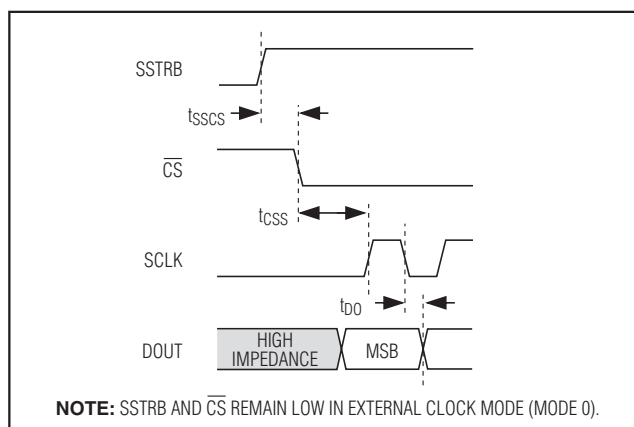 SSTRB
tSSCS
CS
tCSS
SCLK
tDO
DOUT
HIGH
IMPEDANCE
MSB
NOTE: SSTRB AND CS REMAIN LOW IN EXTERNAL CLOCK MODE (MODE 0).